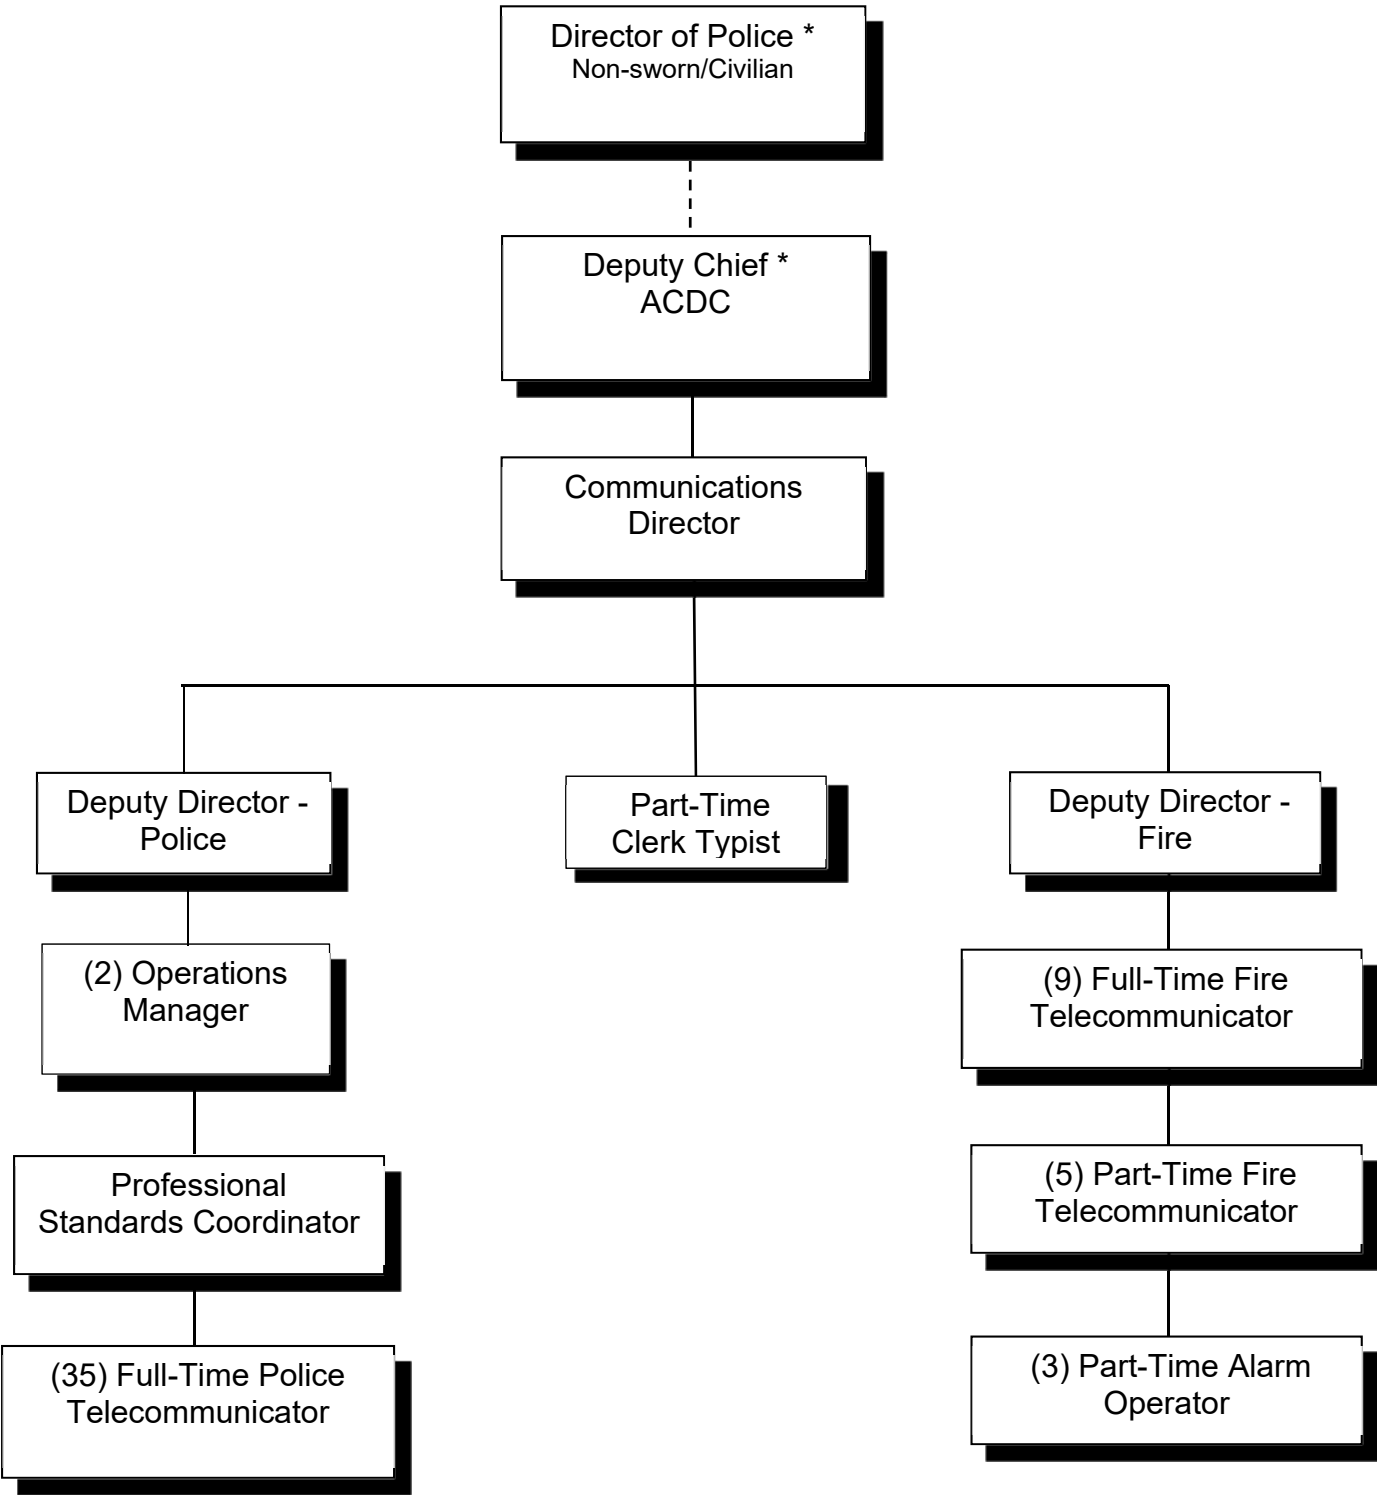 Director of Police *
Non-sworn/Civilian
Deputy Chief *
ACDC
Communications
Director
Deputy Director -
Police
Part-Time
Clerk Typist
Deputy Director -
Fire
(2) Operations
Manager
(9) Full-Time Fire
Telecommunicator
Professional
Standards Coordinator
(5) Part-Time Fire
Telecommunicator
(35) Full-Time Police
Telecommunicator
(3) Part-Time Alarm
Operator